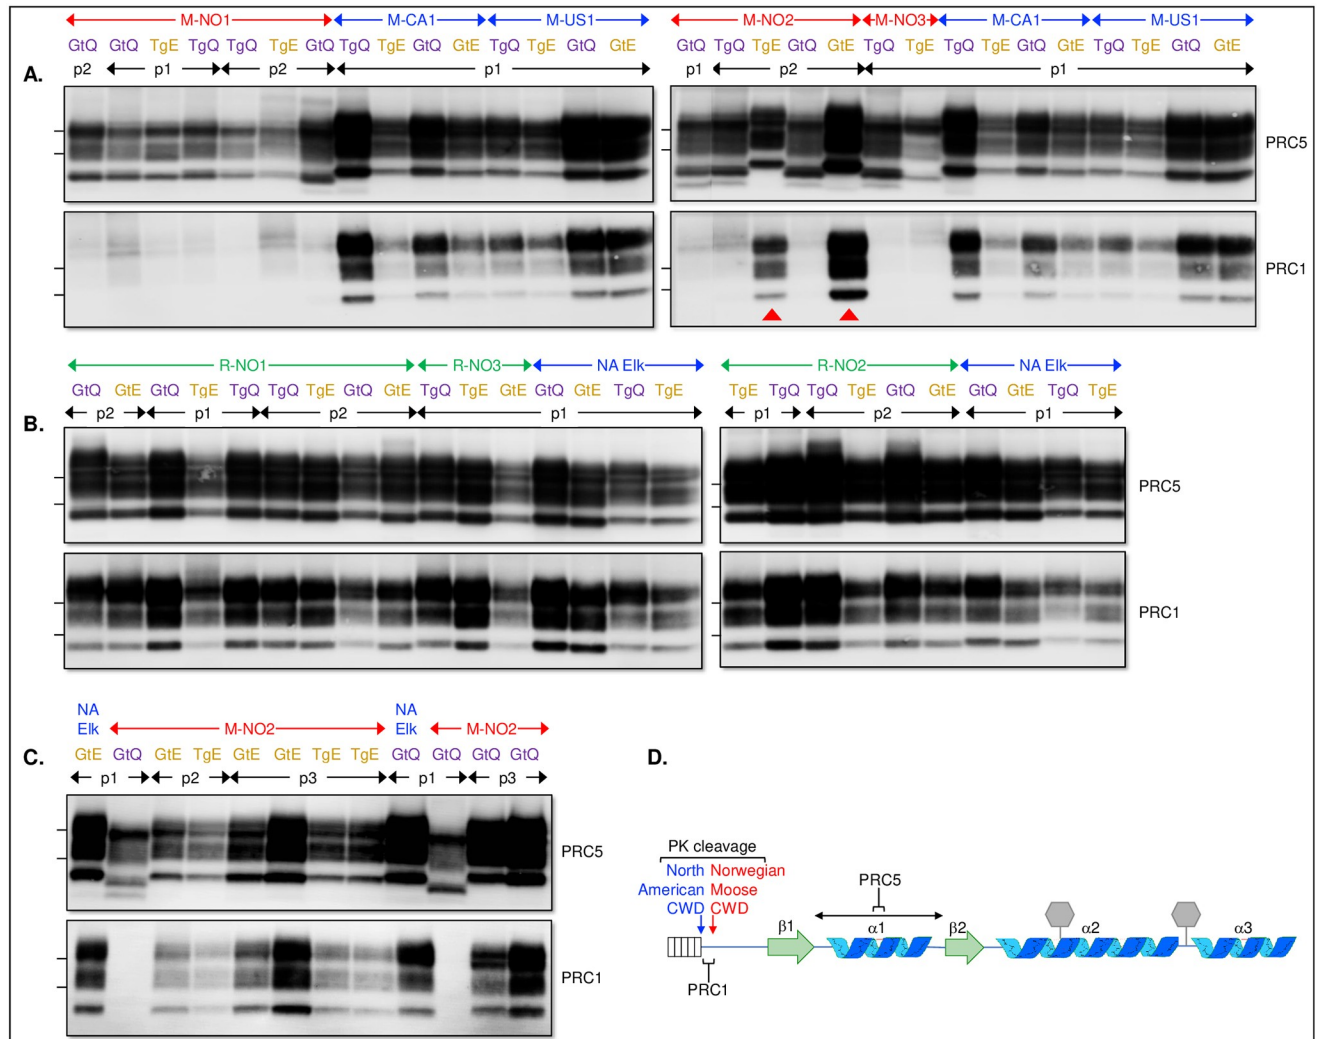 M-NO1 M-CA1 M-US1 M-NO2 M-NO3 M-CA1 M-US1
GtQ GtQ TgE TgQ TgQ TgE GtQ TgQ TgE GtQ GtE TgQ TgE GtQ GtE GtQ TgQ TgE GtQ GtE TgQ TgE TgQ TgE GtQ GtE TgQ TgE GtQ GtE
A. p2 p1 p2 p1 p1 p2 p1
PRC5
PRC1
R-NO1 R-NO3 NA Elk R-NO2 NA Elk
GtQ GtE GtQ TgE TgQ TgQ TgE GtQ GtE TgQ TgE GtE GtQ GtE TgQ TgE TgE TgQ TgQ TgE GtQ GtE GtQ GtE TgQ TgE
B. p2 p1 p2 p1 p1 p2 p1
PRC5
PRC1
NA NA
Elk M-NO2 Elk M-NO2
C. GtE GtQ GtE TgE GtE GtE TgE TgE GtQ GtQ GtQ GtQ
p1 p2 p3 p1 p3
PRC5
PRC1
D.
PK cleavage
North Norwegian
American Moose
CWD CWD
PRC5
β1 α1 β2 α2 α3
PRC1